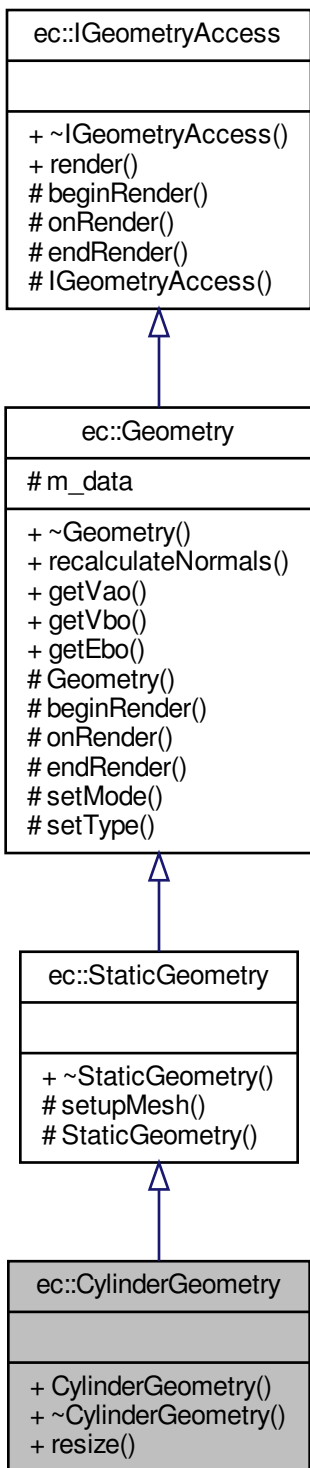 ec::IGeometryAccess
+ ~IGeometryAccess()
+ render()
# beginRender()
# onRender()
# endRender()
# IGeometryAccess()
ec::Geometry
# m_data
+ ~Geometry()
+ recalculateNormals()
+ getVao()
+ getVbo()
+ getEbo()
# Geometry()
# beginRender()
# onRender()
# endRender()
# setMode()
# setType()
ec::StaticGeometry
+ ~StaticGeometry()
# setupMesh()
# StaticGeometry()
ec::CylinderGeometry
+ CylinderGeometry()
+ ~CylinderGeometry()
+ resize()